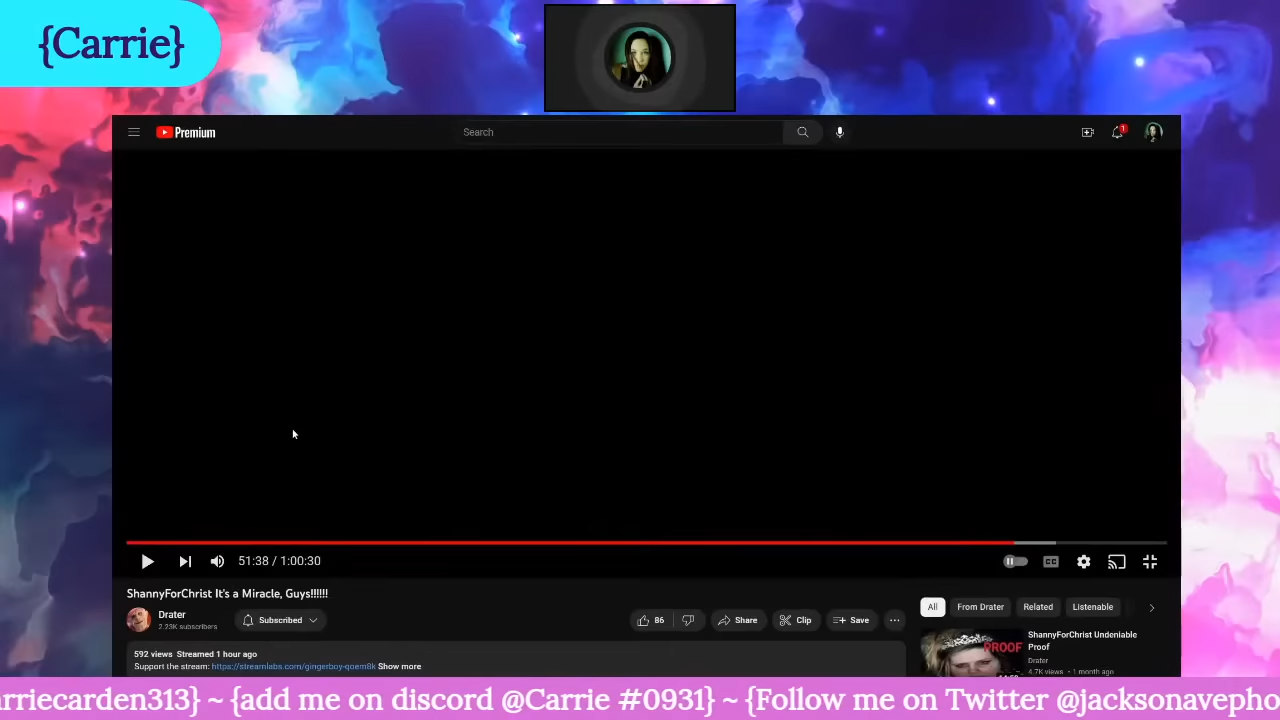 {Carrie}
Premium
Search
1
51:38 / 1:00:30
CC
ShannyForChrist It's a Miracle, Guys!!!!!!
Drater
2.23K subscribers
Subscribed
86
Share
Clip
Save
592 views Streamed 1 hour ago
Support the stream: https://streamlabs.com/gingerboy-qoem8k Show more
All
From Drater
Related
Listenable
PROOF
ShannyForChrist Undeniable
Proof
Drater
4.7K views • 1 month ago
arriecarden313} ~ {add me on discord @Carrie #0931} ~ {Follow me on Twitter @jacksonavepho